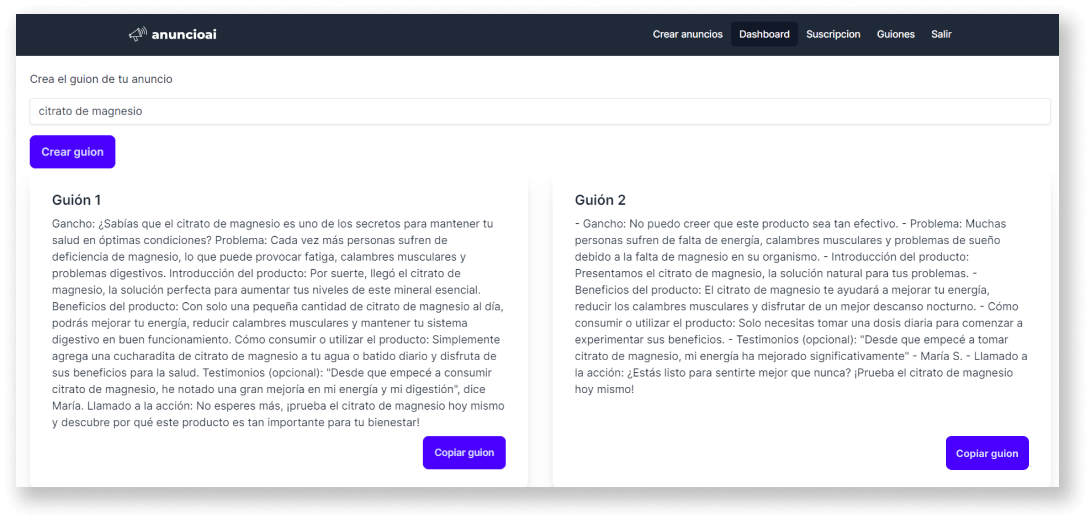 anuncioai
Crear anuncios
Dashboard
Suscripcion
Guiones
Salir
Crea el guion de tu anuncio
citrato de magnesio
Crear guion
Guión 1
Gancho: ¿Sabías que el citrato de magnesio es uno de los secretos para mantener tu
salud en óptimas condiciones? Problema: Cada vez más personas sufren de
deficiencia de magnesio, lo que puede provocar fatiga, calambres musculares y
problemas digestivos. Introducción del producto: Por suerte, llegó el citrato de
magnesio, la solución perfecta para aumentar tus niveles de este mineral esencial.
Beneficios del producto: Con solo una pequeña cantidad de citrato de magnesio al día,
podrás mejorar tu energía, reducir calambres musculares y mantener tu sistema
digestivo en buen funcionamiento. Cómo consumir o utilizar el producto: Simplemente
agrega una cucharadita de citrato de magnesio a tu agua o batido diario y disfruta de
sus beneficios para la salud. Testimonios (opcional): "Desde que empecé a consumir
citrato de magnesio, he notado una gran mejoría en mi energía y mi digestión", dice
María. Llamado a la acción: No esperes más, ¡prueba el citrato de magnesio hoy mismo
y descubre por qué este producto es tan importante para tu bienestar!
Copiar guion
Guión 2
- Gancho: No puedo creer que este producto sea tan efectivo. - Problema: Muchas
personas sufren de falta de energía, calambres musculares y problemas de sueño
debido a la falta de magnesio en su organismo. - Introducción del producto:
Presentamos el citrato de magnesio, la solución natural para tus problemas. -
Beneficios del producto: El citrato de magnesio te ayudará a mejorar tu energía,
reducir los calambres musculares y disfrutar de un mejor descanso nocturno. - Cómo
consumir o utilizar el producto: Solo necesitas tomar una dosis diaria para comenzar a
experimentar sus beneficios. - Testimonios (opcional): "Desde que empecé a tomar
citrato de magnesio, mi energía ha mejorado significativamente" - María S. - Llamado a
la acción: ¿Estás listo para sentirte mejor que nunca? ¡Prueba el citrato de magnesio
hoy mismo!
Copiar guion